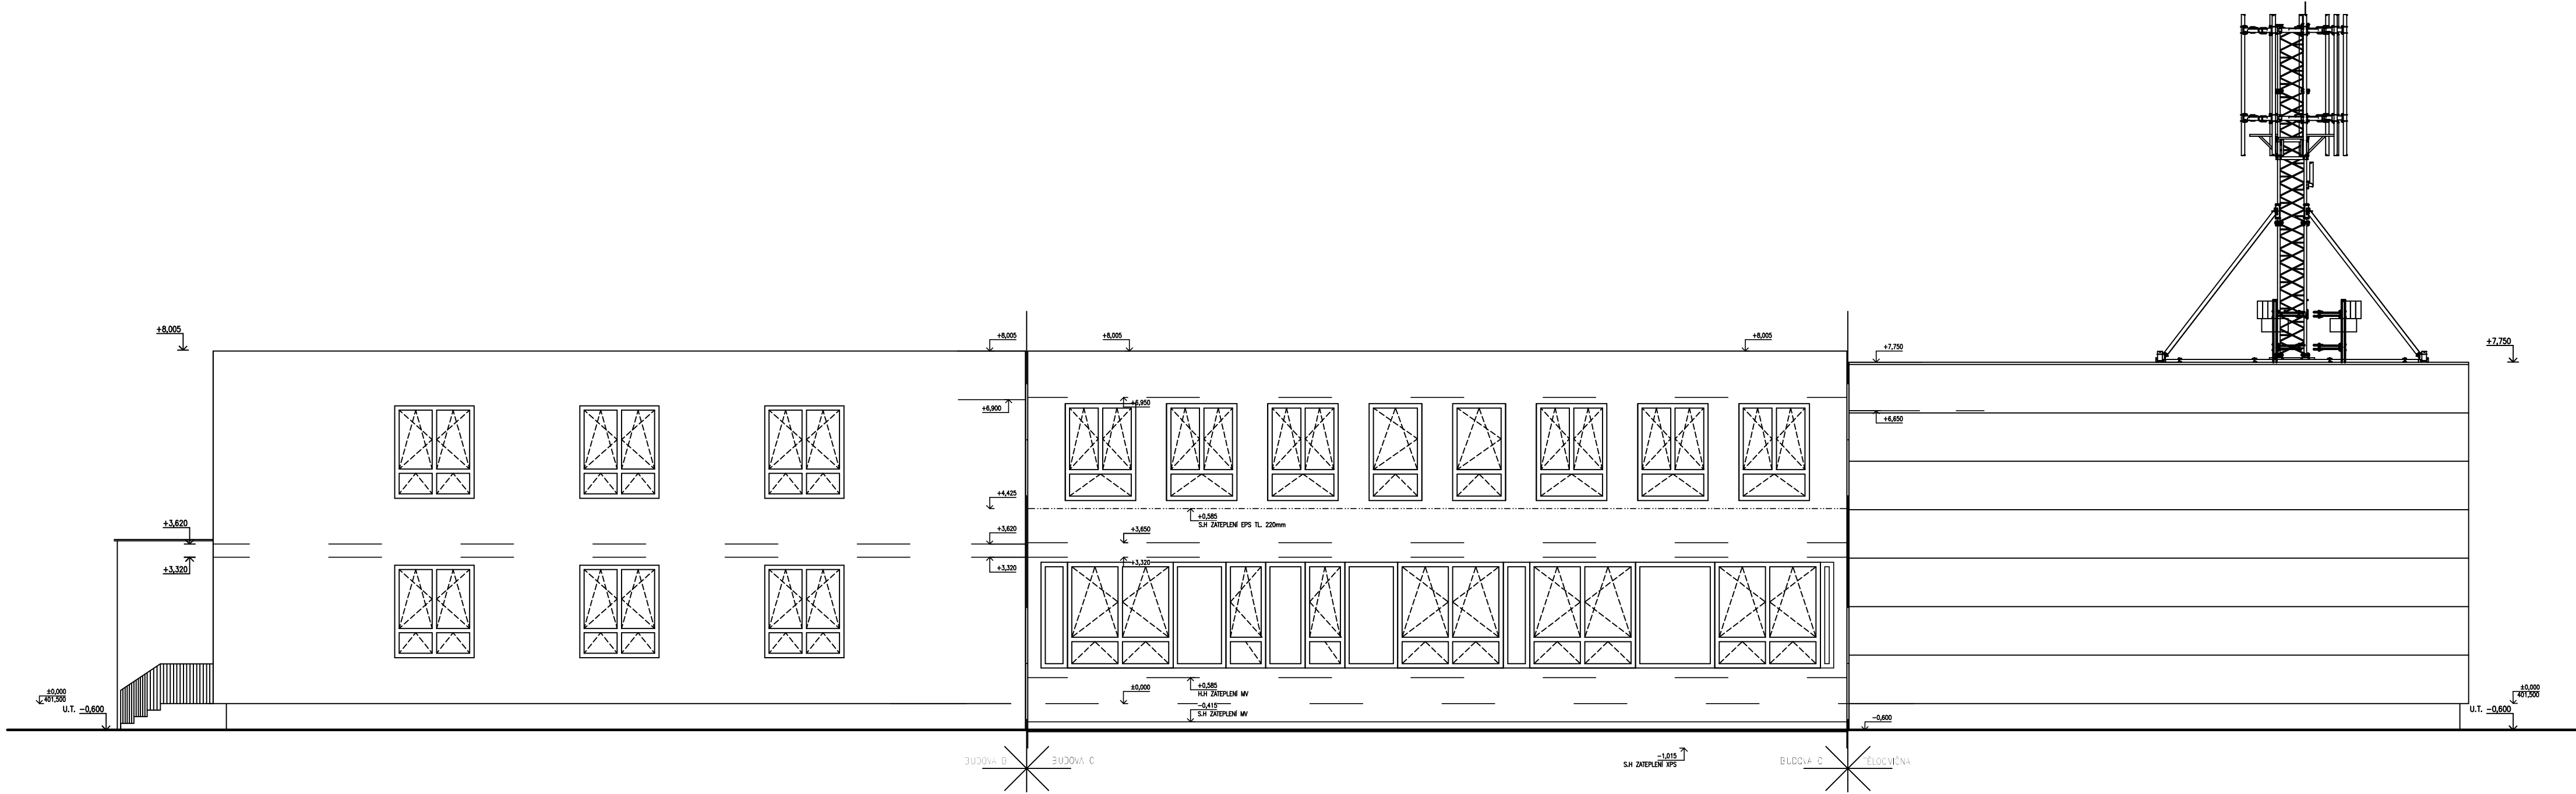 +8,005
+8,005
+8,005
+8,005
+7,750
+7,750
+6,900
+6,950
+6,650
+4,425
+0,585
S.H ZATEPLENÍ EPS TL. 220mm
+3,620
+3,620
+3,650
+3,320
+3,320
+3,320
±0,000
401,500
U.T. -0,600
±0,000
+0,585
H.H ZATEPLENÍ MV
-0,415
S.H ZATEPLENÍ MV
-0,600
±0,000
401,500
U.T. -0,600
BUDOVA B
BUDOVA C
-1,015
S.H ZATEPLENÍ XPS
BUDOVA C
TĚLOCVIČNA